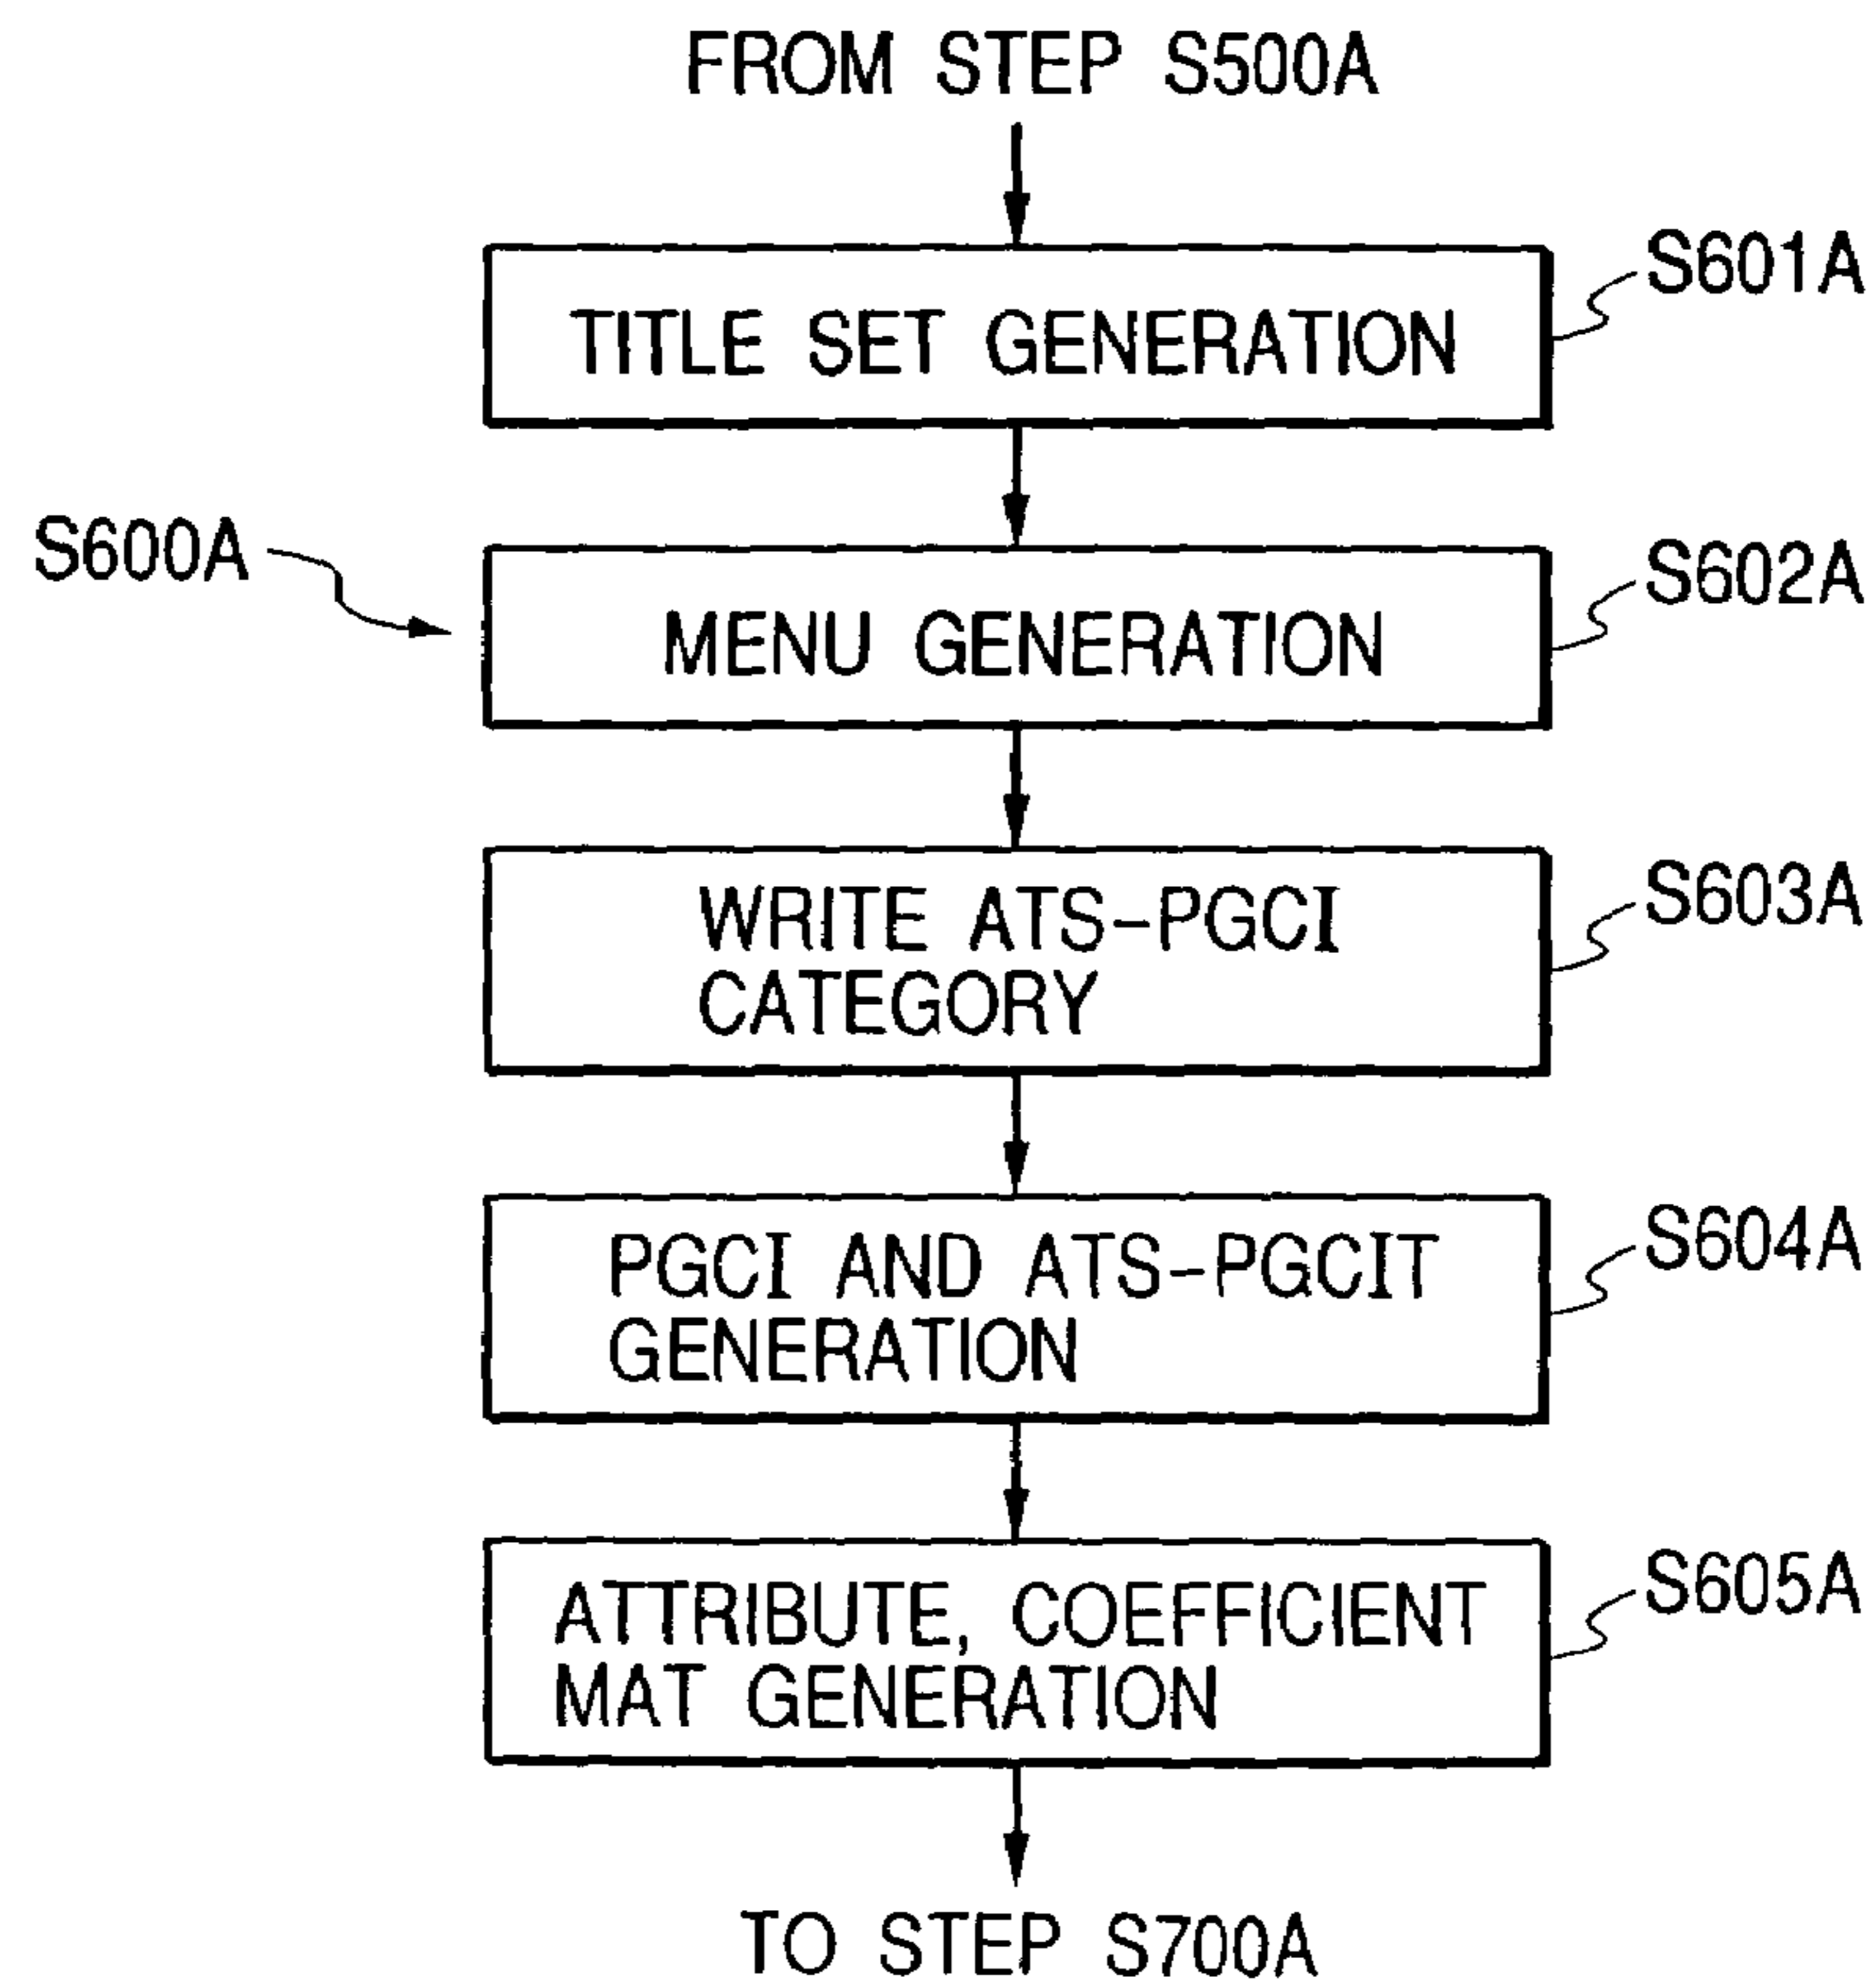 FROM STEP S500A
S601A
TITLE SET GENERATION
S600A
S602A
MENU GENERATION
S603A
WRITE ATS-PGCI
CATEGORY
S604A
PGCI AND ATS-PGCIT
GENERATION
S605A
ATTRIBUTE, COEFFICIENT
MAT GENERATION
TO STEP S700A